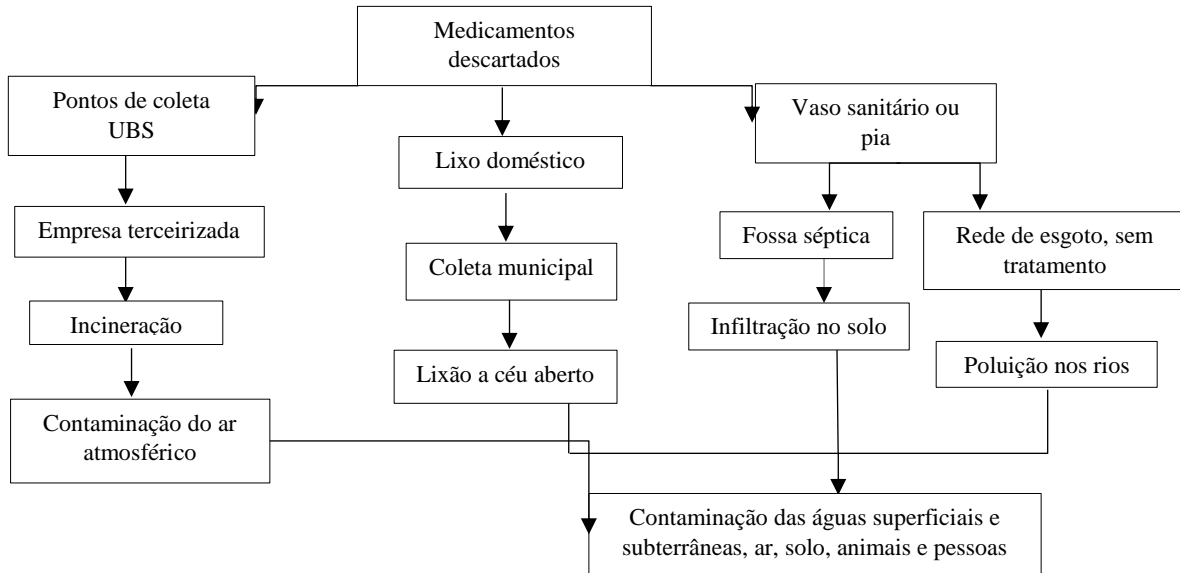 Medicamentos
descartados
Pontos de coleta
UBS
Vaso sanitário ou
pia
Lixo doméstico
Empresa terceirizada
Fossa séptica
Rede de esgoto, sem
tratamento
Coleta municipal
Incineração
Infiltração no solo
Poluição nos rios
Lixão a céu aberto
Contaminação do ar
atmosférico
Contaminação das águas superficiais e
subterrâneas, ar, solo, animais e pessoas